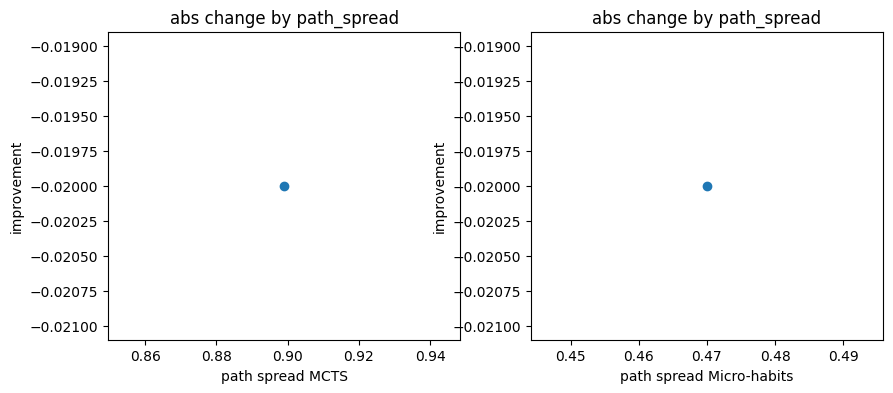 abs change by path_spread
−0.01900
−0.01925
−0.01950
−0.01975
−0.02000
−0.02025
−0.02050
−0.02075
−0.02100
improvement
0.86 0.88 0.90 0.92 0.94
path spread MCTS
abs change by path_spread
−0.01900
−0.01925
−0.01950
−0.01975
−0.02000
−0.02025
−0.02050
−0.02075
−0.02100
improvement
0.45 0.46 0.47 0.48 0.49
path spread Micro-habits